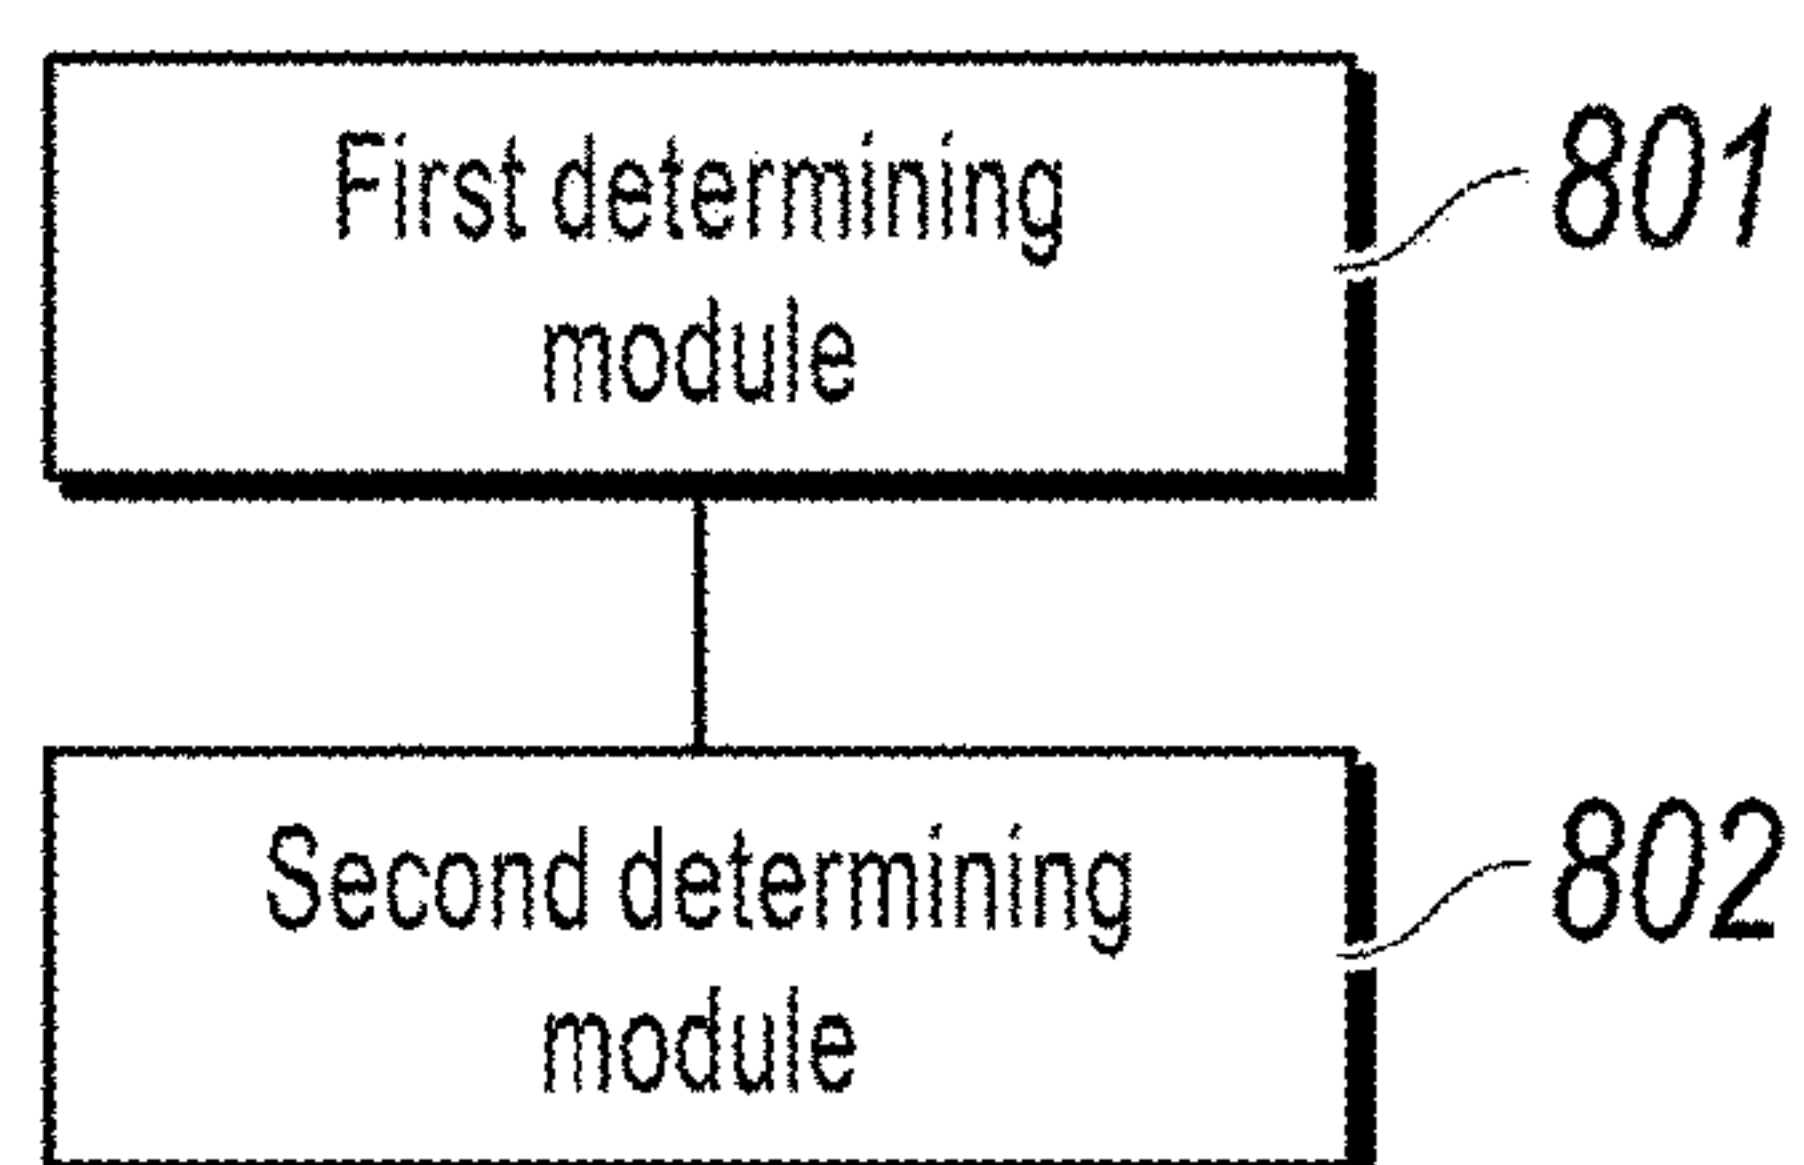 First determining
module
801
Second determining
module
802